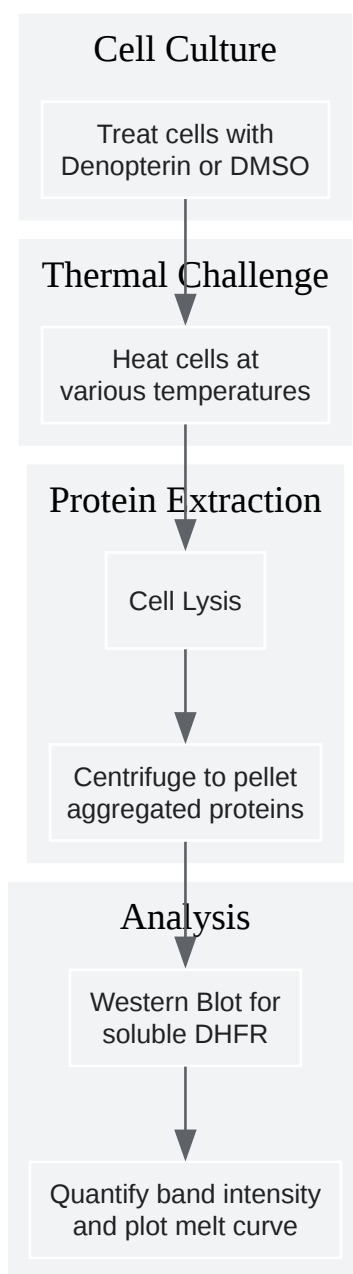 Cell Culture
Treat cells with
Denopterin or DMSO
Thermal Challenge
Heat cells at
various temperatures
Protein Extraction
Cell Lysis
Centrifuge to pellet
aggregated proteins
Analysis
Western Blot for
soluble DHFR
Quantify band intensity
and plot melt curve